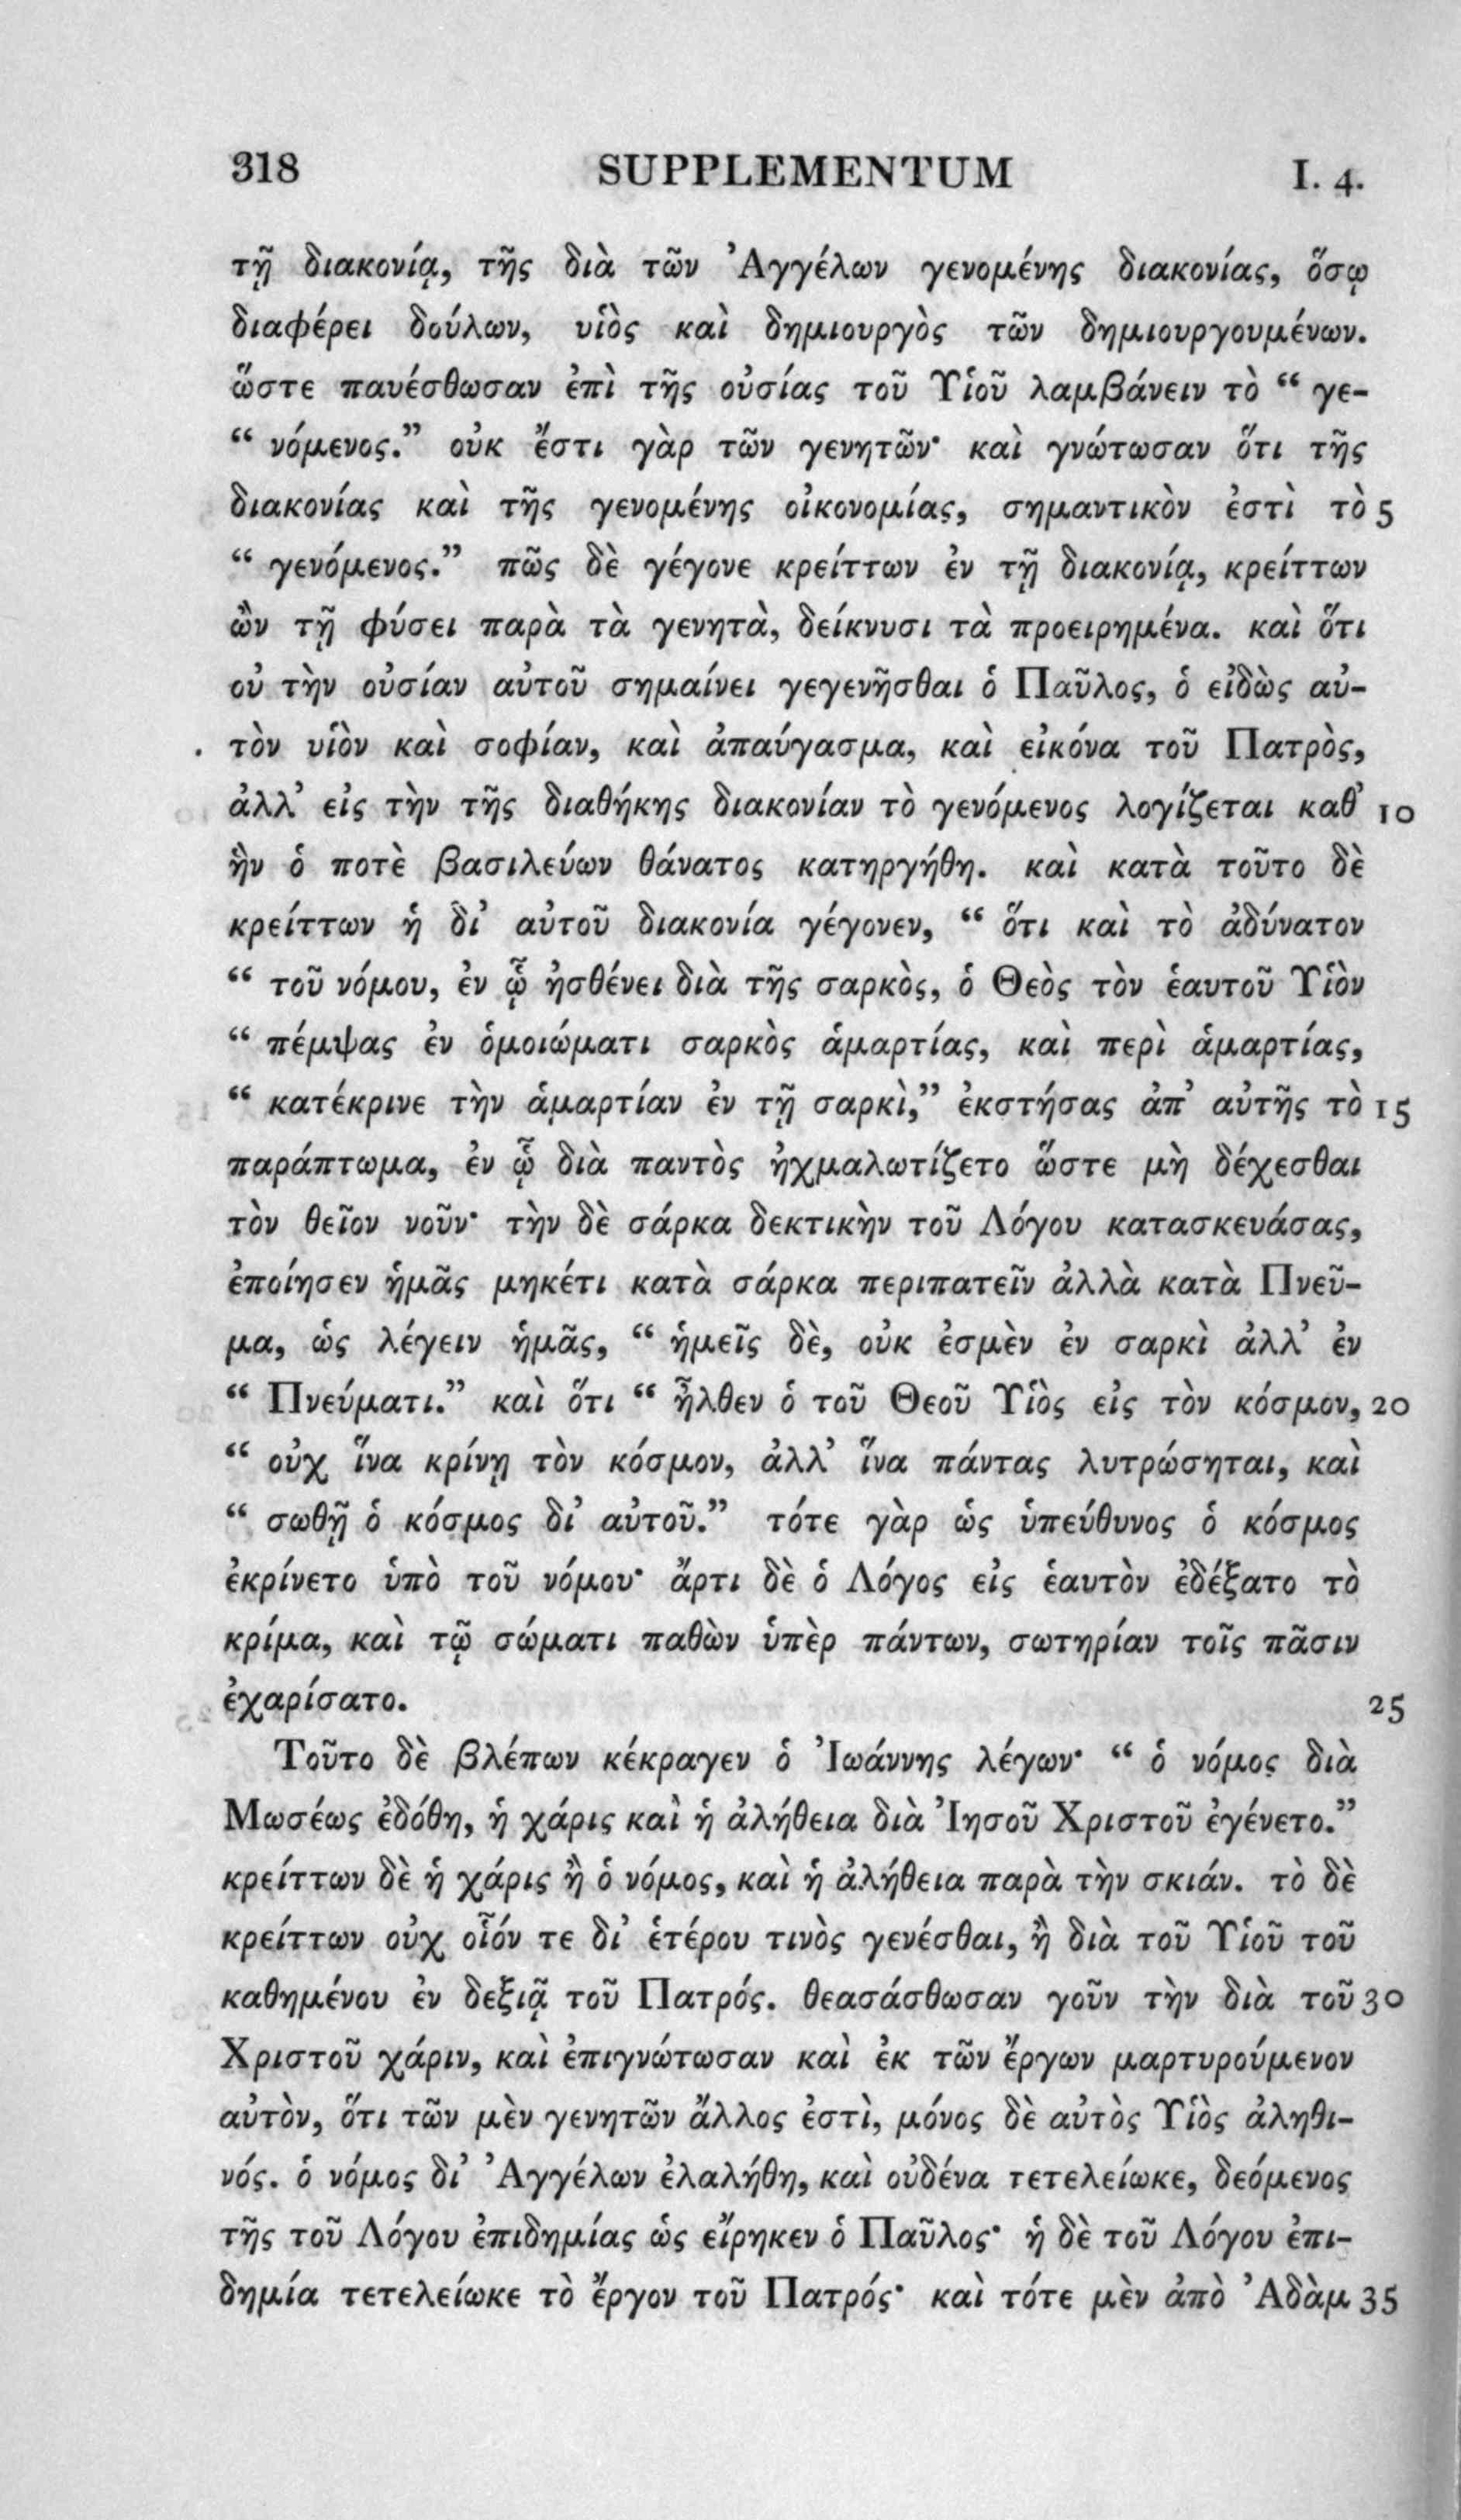 318 SUPPLEMENTUM I. 4.
τῇ διακονίᾳ, τῆς διὰ τῶν Ἀγγέλων γενομένης διακονίας, ὅσῳ
διαφέρει δούλων, υἱὸς καὶ δημιουργὸς τῶν δημιουργουμένων.
ὥστε παυέσθωσαν ἐπὶ τῆς οὐσίας τοῦ Υἱοῦ λαμβάνειν τὸ “ γε-
“ νόμενος.” οὐκ ἔστι γὰρ τῶν γενητῶν· καὶ γνώτωσαν ὅτι τῆς
διακονίας καὶ τῆς γενομένης οἰκονομίας, σημαντικὸν ἐστὶ τὸ 5
“ γενόμενος.” πῶς δὲ γέγονε κρείττων ἐν τῇ διακονίᾳ, κρείττων
ὢν τῇ φύσει παρὰ τὰ γενητὰ, δείκνυσι τὰ προειρημένα. καὶ ὅτι
οὐ τὴν οὐσίαν αὐτοῦ σημαίνει γεγενῆσθαι ὁ Παῦλος, ὁ εἰδὼς αὐ-
τὸν υἱὸν καὶ σοφίαν, καὶ ἀπαύγασμα, καὶ εἰκόνα τοῦ Πατρὸς,
ἀλλ’ εἰς τὴν τῆς διαθήκης διακονίαν τὸ γενόμενος λογίζεται καθ’ 10
ἣν ὁ ποτὲ βασιλεύων θάνατος κατηργήθη. καὶ κατὰ τοῦτο δὲ
κρείττων ἡ δι’ αὐτοῦ διακονία γέγονεν, “ ὅτι καὶ τὸ ἀδύνατον
“ τοῦ νόμου, ἐν ᾧ ἠσθένει διὰ τῆς σαρκὸς, ὁ Θεὸς τὸν ἑαυτοῦ Υἱὸν
“ πέμψας ἐν ὁμοιώματι σαρκὸς ἁμαρτίας, καὶ περὶ ἁμαρτίας,
“ κατέκρινε τὴν ἁμαρτίαν ἐν τῇ σαρκὶ,” ἐκστήσας ἀπ’ αὐτῆς τὸ 15
παράπτωμα, ἐν ᾧ διὰ παντὸς ἠχμαλωτίζετο ὥστε μὴ δέχεσθαι
τὸν θεῖον νοῦν· τὴν δὲ σάρκα δεκτικὴν τοῦ Λόγου κατασκευάσας,
ἐποίησεν ἡμᾶς μηκέτι κατὰ σάρκα περιπατεῖν ἀλλὰ κατὰ Πνεῦ-
μα, ὡς λέγειν ἡμᾶς, “ ἡμεῖς δὲ, οὐκ ἐσμὲν ἐν σαρκὶ ἀλλ’ ἐν
“ Πνεύματι.” καὶ ὅτι “ ἦλθεν ὁ τοῦ Θεοῦ Υἱὸς εἰς τὸν κόσμον, 20
“ οὐχ ἵνα κρίνῃ τὸν κόσμον, ἀλλ’ ἵνα πάντας λυτρώσηται, καὶ
“ σωθῇ ὁ κόσμος δι’ αὐτοῦ.” τότε γὰρ ὡς ὑπεύθυνος ὁ κόσμος
ἐκρίνετο ὑπὸ τοῦ νόμου· ἄρτι δὲ ὁ Λόγος εἰς ἑαυτὸν ἐδέξατο τὸ
κρίμα, καὶ τῷ σώματι παθὼν ὑπὲρ πάντων, σωτηρίαν τοῖς πᾶσιν
ἐχαρίσατο. 25
Τοῦτο δὲ βλέπων κέκραγεν ὁ Ἰωάννης λέγων· “ ὁ νόμος διὰ
Μωσέως ἐδόθη, ἡ χάρις καὶ ἡ ἀλήθεια διὰ Ἰησοῦ Χριστοῦ ἐγένετο.”
κρείττων δὲ ἡ χάρις ἢ ὁ νόμος, καὶ ἡ ἀλήθεια παρὰ τὴν σκιάν. τὸ δὲ
κρείττων οὐχ οἷόν τε δι’ ἑτέρου τινὸς γενέσθαι, ἢ διὰ τοῦ Υἱοῦ τοῦ
καθημένου ἐν δεξιᾷ τοῦ Πατρός. θεασάσθωσαν γοῦν τὴν διὰ τοῦ 30
Χριστοῦ χάριν, καὶ ἐπιγνώτωσαν καὶ ἐκ τῶν ἔργων μαρτυρούμενον
αὐτὸν, ὅτι τῶν μὲν γενητῶν ἄλλος ἐστὶ, μόνος δὲ αὐτὸς Υἱὸς ἀληθι-
νός. ὁ νόμος δι’ Ἀγγέλων ἐλαλήθη, καὶ οὐδένα τετελείωκε, δεόμενος
τῆς τοῦ Λόγου ἐπιδημίας ὡς εἴρηκεν ὁ Παῦλος· ἡ δὲ τοῦ Λόγου ἐπι-
δημία τετελείωκε τὸ ἔργον τοῦ Πατρός· καὶ τότε μὲν ἀπὸ Ἀδὰμ 35